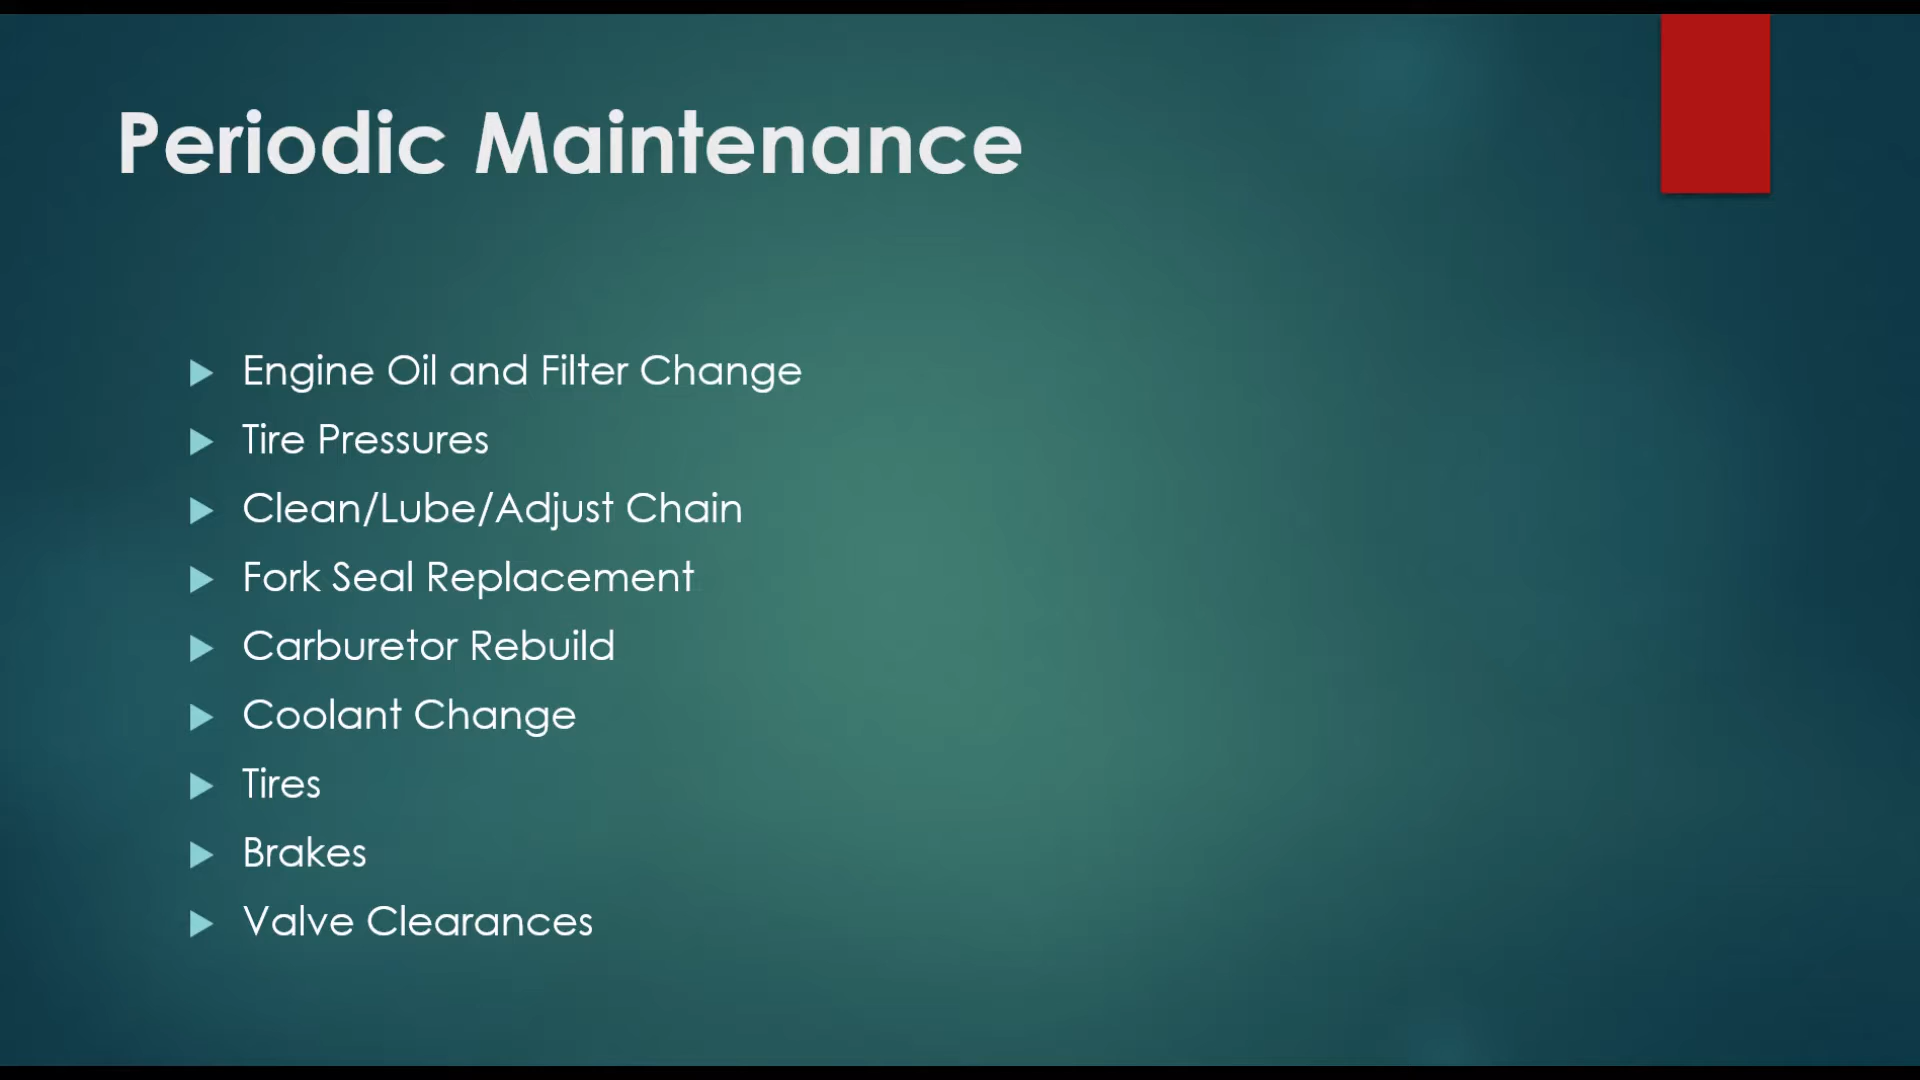 Periodic Maintenance
Engine Oil and Filter Change
Tire Pressures
Clean/Lube/Adjust Chain
Fork Seal Replacement
Carburetor Rebuild
Coolant Change
Tires
Brakes
Valve Clearances